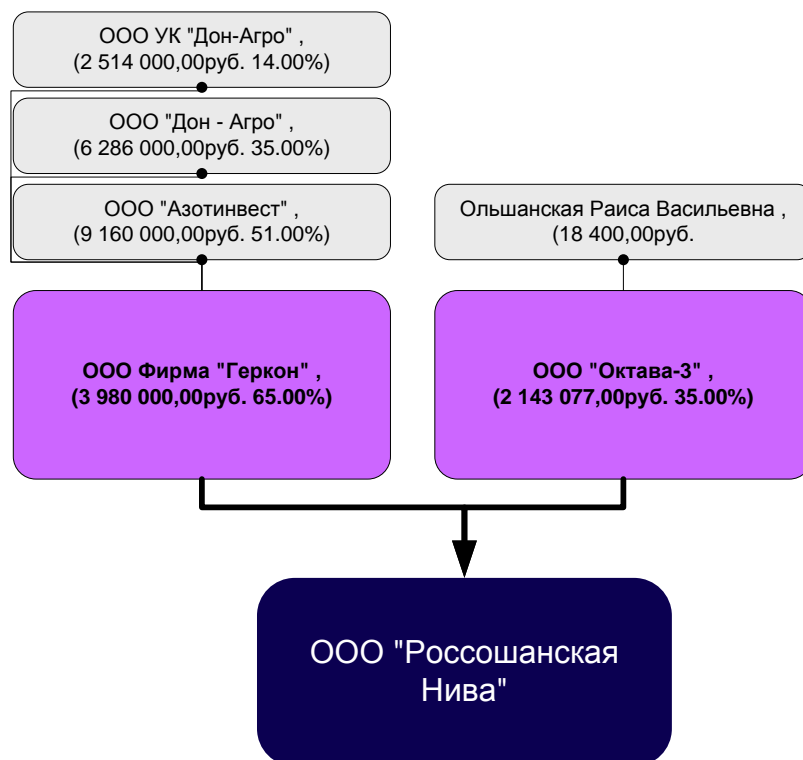 ООО УК "Дон-Агро" ,
(2 514 000,00руб. 14.00%)
ООО "Дон - Агро" ,
(6 286 000,00руб. 35.00%)
ООО "Азотинвест" ,
(9 160 000,00руб. 51.00%)
Ольшанская Раиса Васильевна ,
(18 400,00руб.
ООО Фирма "Геркон" ,
(3 980 000,00руб. 65.00%)
ООО "Октава-3" ,
(2 143 077,00руб. 35.00%)
ООО "Россошанская
Нива"